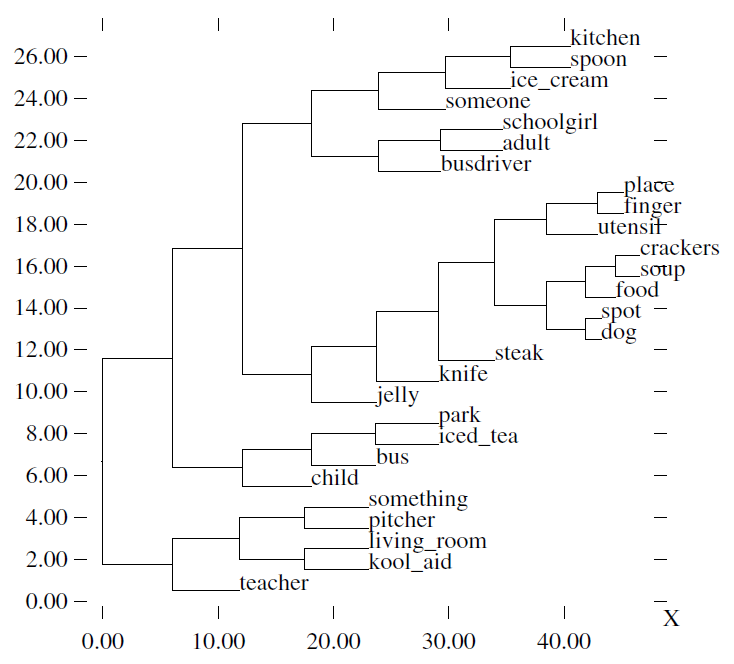 kitchen
26.00
spoon
ice_cream
24.00
someone
schoolgirl
22.00
adult
busdriver
20.00
place
finger
18.00
utensil
crackers
16.00
soup
food
14.00
spot
dog
12.00
steak
knife
10.00
jelly
park
8.00
iced_tea
bus
6.00
child
something
4.00
pitcher
living_room
2.00
kool_aid
teacher
0.00
X
0.00 10.00 20.00 30.00 40.00